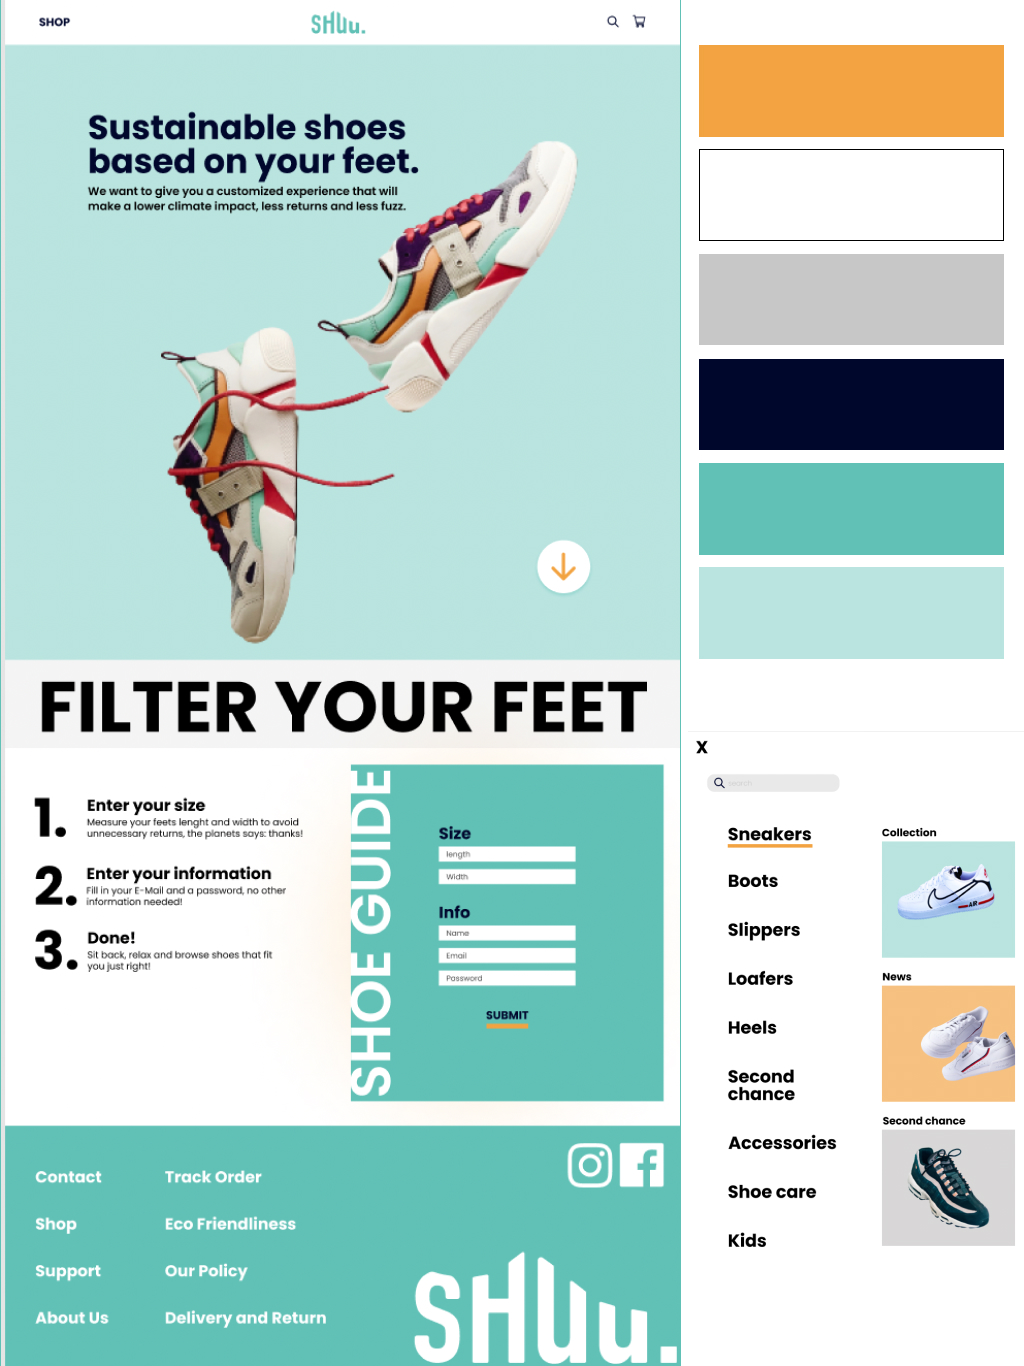 SHOP
SHUu.
Sustainable shoes
based on your feet.
We want to give you a customized experience that will
make a lower climate impact, less returns and less fuzz.
FILTER YOUR FEET
1.
Enter your size
Measure your feets lenght and width to avoid
unnecessary returns, the planets says: thanks!
2.
Enter your information
Fill in your E-Mail and a password, no other
information needed!
3.
Done!
Sit back, relax and browse shoes that fit
you just right!
SHOE GUIDE
Size
length
Width
Info
Name
Email
Password
SUBMIT
Contact
Shop
Support
About Us
Track Order
Eco Friendliness
Our Policy
Delivery and Return
SHUu.
X
search
Sneakers
Boots
Slippers
Loafers
Heels
Second
chance
Accessories
Shoe care
Kids
Collection
AIR
News
Second chance